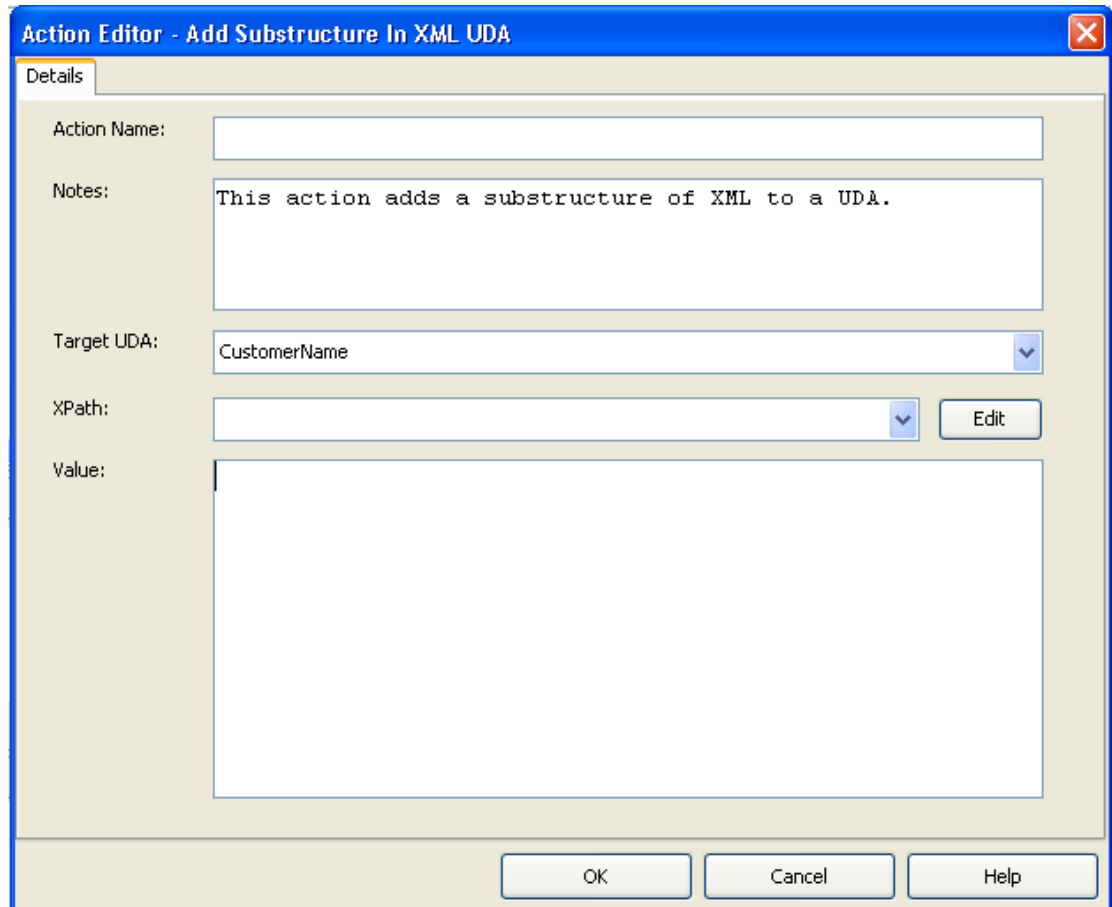 Action Editor - Add Substructure In XML UDA
Details
Action Name:
Notes:
This action adds a substructure of XML to a UDA.
Target UDA:
CustomerName
XPath:
Edit
Value:
OK
Cancel
Help